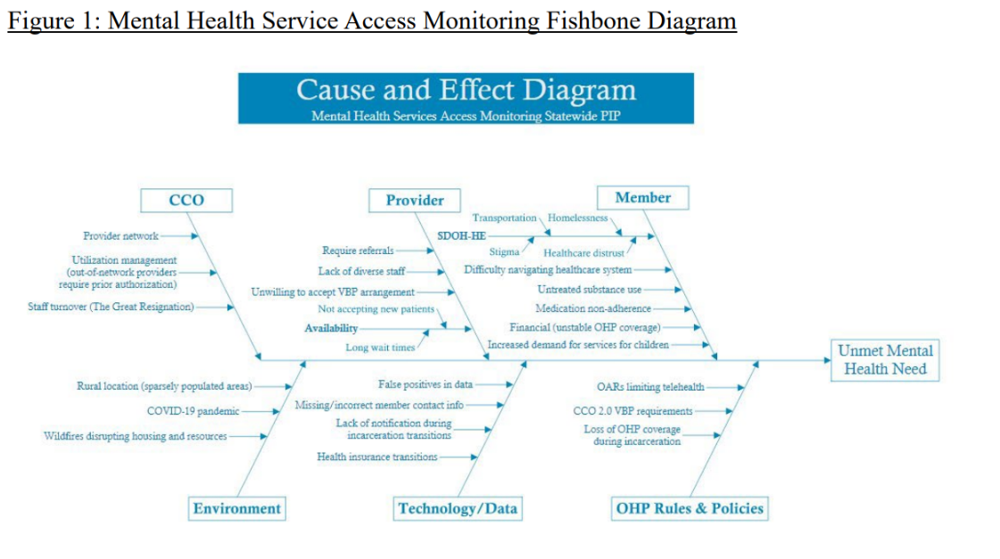 Figure 1: Mental Health Service Access Monitoring Fishbone Diagram
Cause and Effect Diagram
Mental Health Services Access Monitoring Statewide PIP
CCO
Provider network
Utilization management
(out-of-network providers
require prior authorization)
Staff turnover (The Great Resignation)
Provider
Require referrals
Lack of diverse staff
Unwilling to accept VBP arrangement
Not accepting new patients
Availability
Long wait times
Member
Transportation
Homelessness
SDOH-HE
Stigma
Healthcare distrust
Difficulty navigating healthcare system
Untreated substance use
Medication non-adherence
Financial (unstable OHP coverage)
Increased demand for services for children
Unmet Mental
Health Need
Rural location (sparsely populated areas)
COVID-19 pandemic
Wildfires disrupting housing and resources
Environment
False positives in data
Missing/incorrect member contact info
Lack of notification during
incarceration transitions
Health insurance transitions
Technology/Data
OARs limiting telehealth
CCO 2.0 VBP requirements
Loss of OHP coverage
during incarceration
OHP Rules & Policies